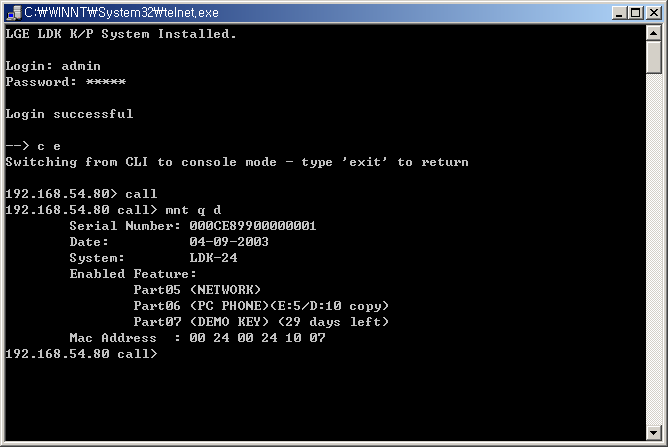 C:₩WINNT₩System32₩telnet.exe
LGE LDK K/P System Installed.
Login: admin
Password: *****
Login successful
--> c e
Switching from CLI to console mode - type 'exit' to return
192.168.54.80> call
192.168.54.80 call> mnt q d
Serial Number: 000CE89900000001
Date: 04-09-2003
System: LDK-24
Enabled Feature:
Part05 (NETWORK)
Part06 (PC PHONE)(E:5/D:10 copy)
Part07 (DEMO KEY) (29 days left)
Mac Address : 00 24 00 24 10 07
192.168.54.80 call>